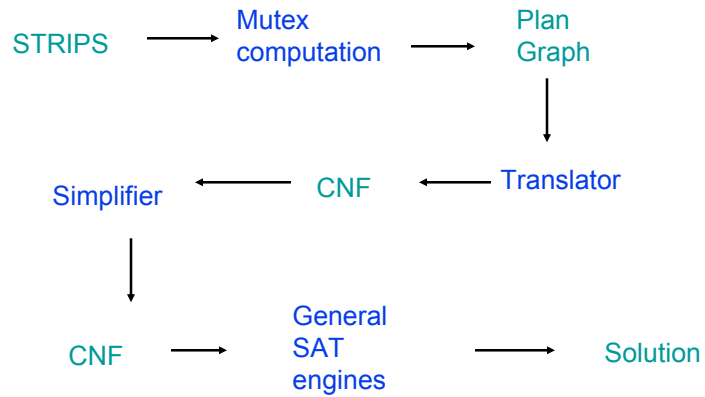 STRIPS
Mutex
computation
Plan
Graph
Translator
CNF
Simplifier
CNF
General
SAT
engines
Solution